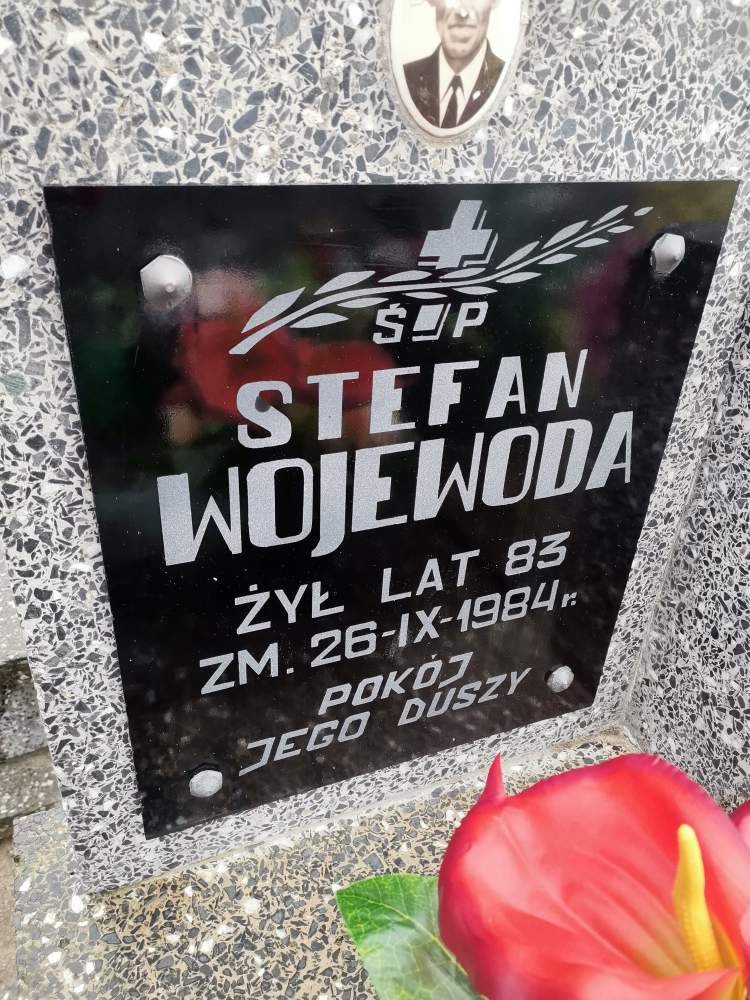 Ś.P
STEFAN
WOJEWODA
ŻYŁ LAT 83
ZM. 26-IX-1984 r.
POKÓJ
JEGO DUSZY